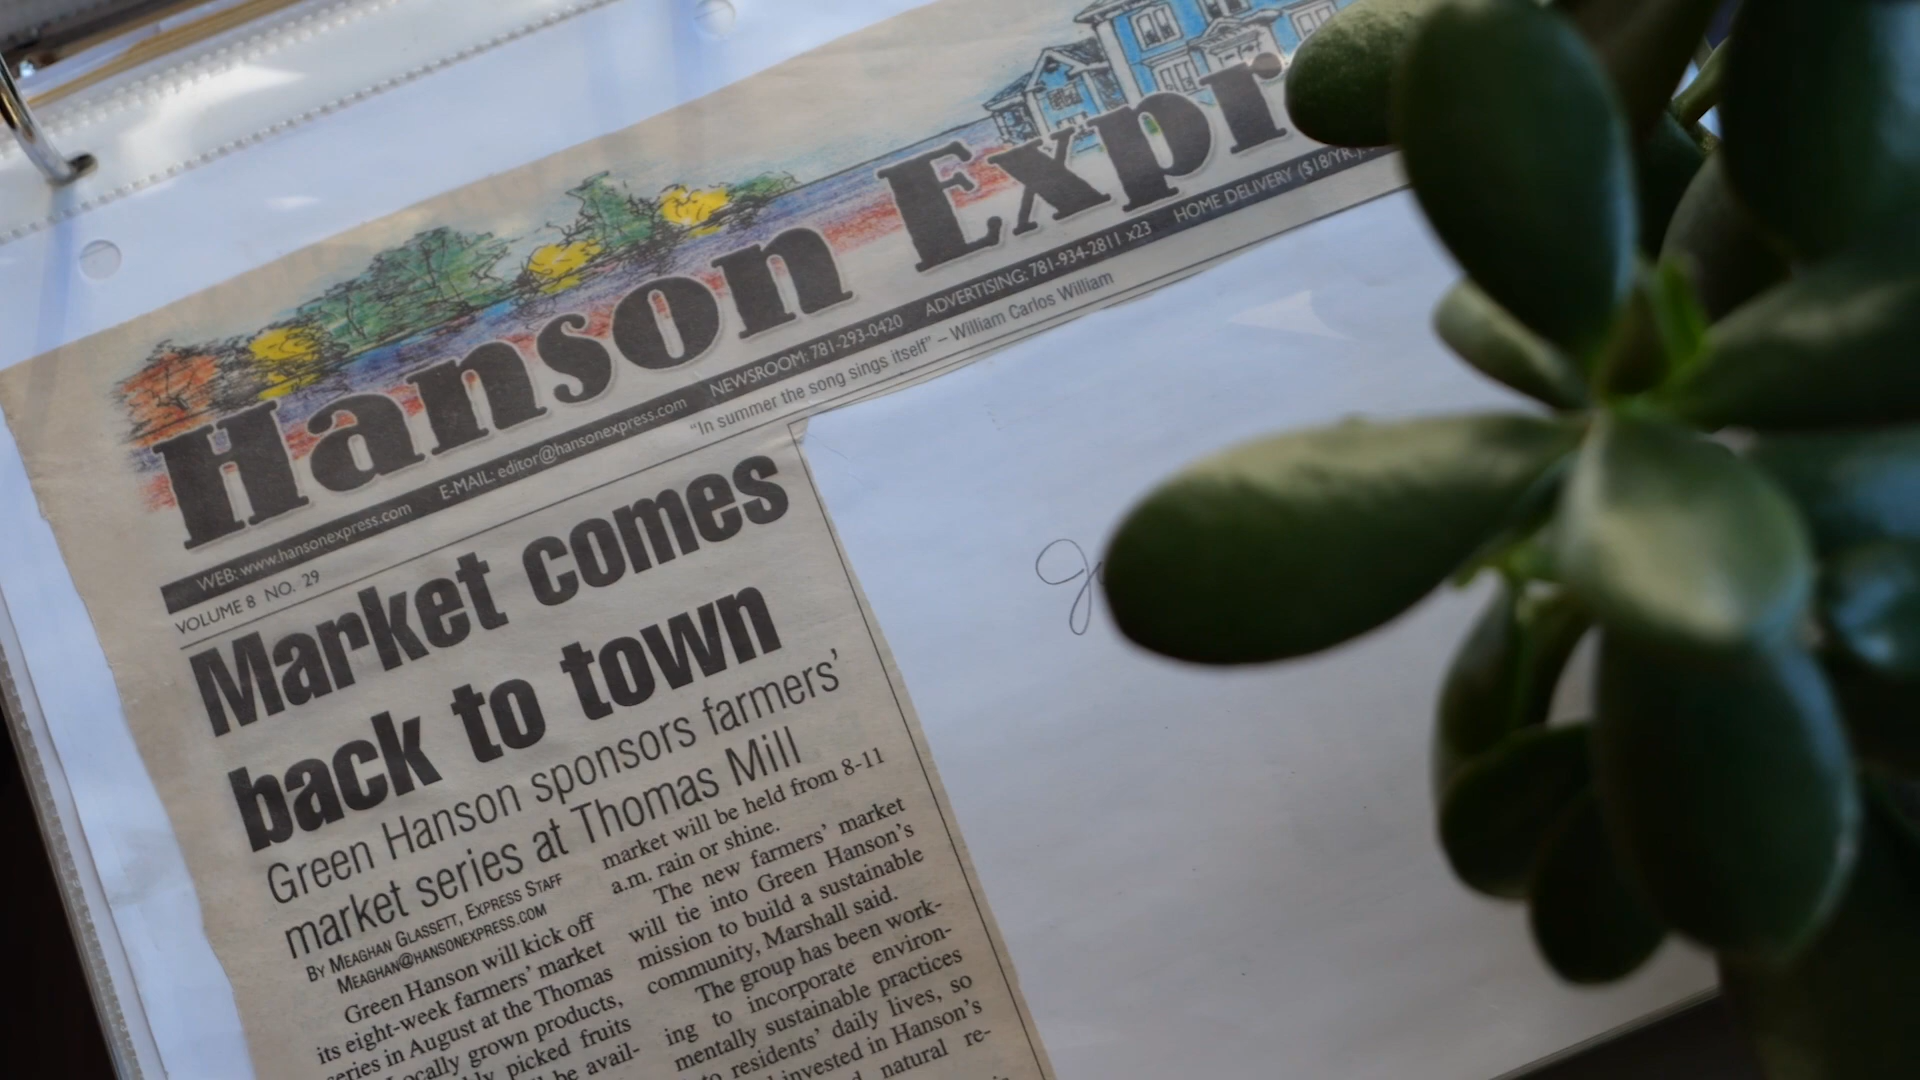 Hanson Expr
WEB: www.hansonexpress.com E-MAIL: editor@hansonexpress.com NEWSROOM: 781-293-0420 ADVERTISING: 781-934-2811 x23 HOME DELIVERY ($18/YR.)
VOLUME 8 NO. 29 "In summer the song sings itself" – William Carlos William
Market comes
back to town
Green Hanson sponsors farmers'
market series at Thomas Mill
BY MEAGHAN GLASSETT, EXPRESS STAFF
MEAGHAN@HANSONEXPRESS.COM
Green Hanson will kick off
its eight-week farmers' market
series in August at the Thomas
ocally grown products,
picked fruits
be avail-
market will be held from 8-11
a.m. rain or shine.
The new farmers' market
will tie into Green Hanson's
mission to build a sustainable
community, Marshall said.
The group has been work-
ing to incorporate environ-
mentally sustainable practices
to residents' daily lives, so
invested in Hanson's
natural re-